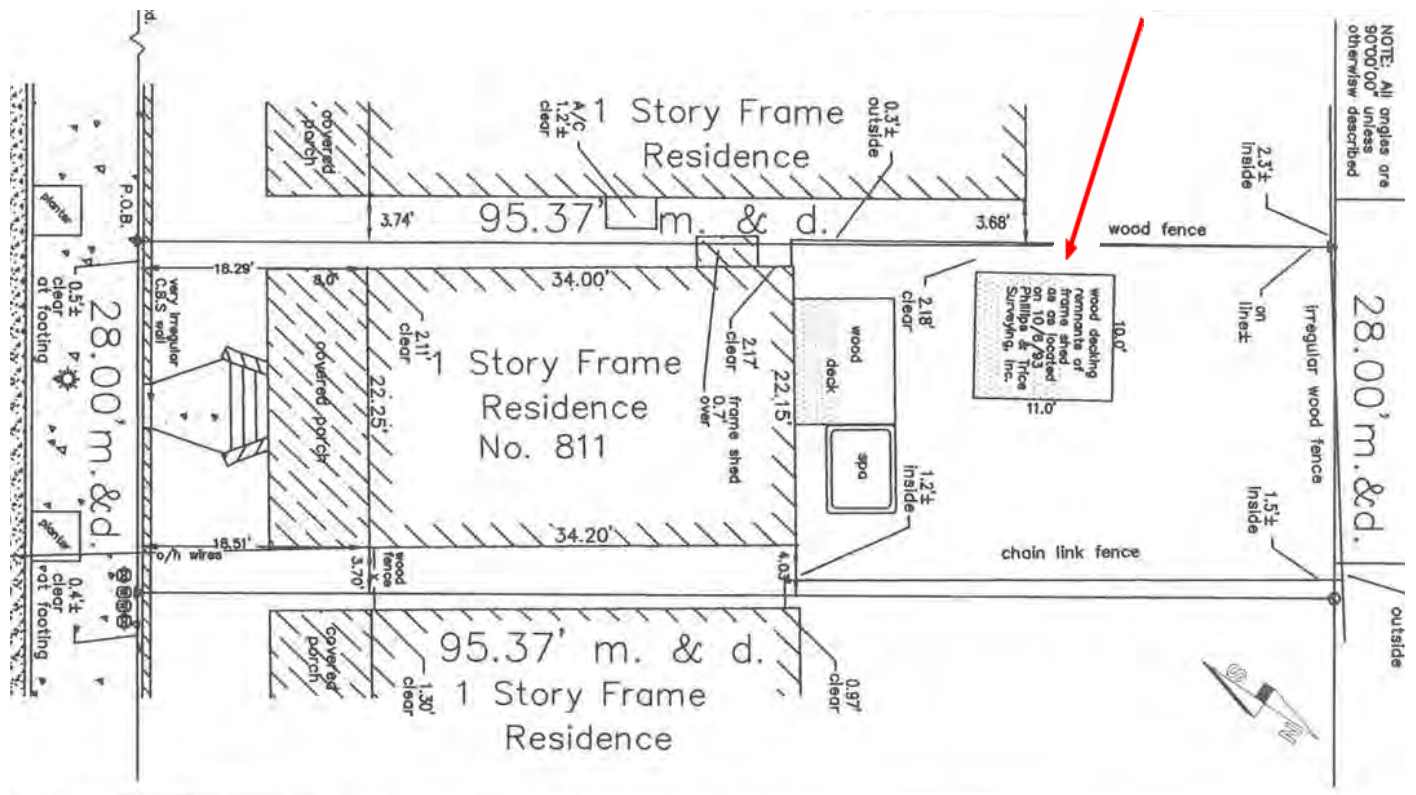 NOTE: All angles are
90°00'00" unless
otherwise described
d.
1 Story Frame
Residence
covered
porch
A/C
1.2'±
clear
0.3'±
outside
2.3'±
inside
planter
P.O.B.
3.74'
95.37' m. & d.
3.68'
wood fence
18.29'
8.0'
34.00'
2.18'
clear
wood decking
remnants of
frame shed
as as located
on 10/6/93
Phillips & Trice
Surveying, Inc.
10.0'
11.0'
on
line±
irregular wood fence
28.00' m.&d.
0.5'±
clear
at footing
28.00' m.&d.
very irregular
C.B.S wall
covered porch
2.11'
clear
22.25'
1 Story Frame
Residence
No. 811
2.17'
clear
frame shed
0.7'
over
22.15'
wood
deck
spa
1.2'±
inside
1.5'±
inside
planter
18.51'
o/h wires
34.20'
3.70'
wood
fence
x
4.03'
chain link fence
outside
0.4'±
clear
at footing
covered
porch
1.30'
clear
95.37' m. & d.
1 Story Frame
Residence
0.97'
clear
S
N